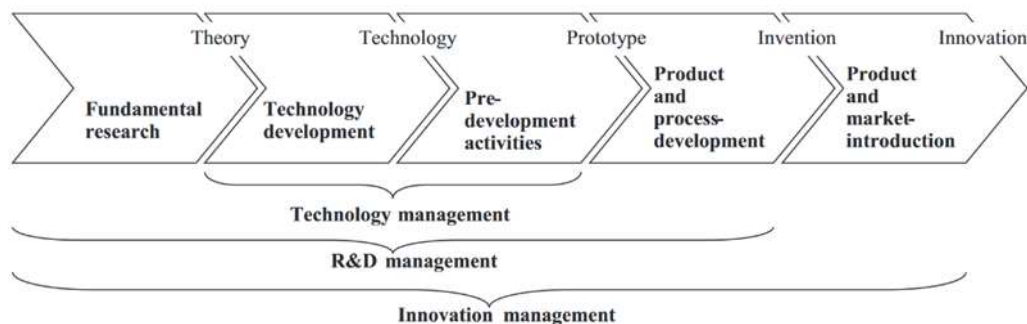 Theory
Technology
Prototype
Invention
Innovation
Fundamental
research
Technology
development
Pre-
development
activities
Product
and
process-
development
Product
and
market-
introduction
Technology management
R&D management
Innovation management